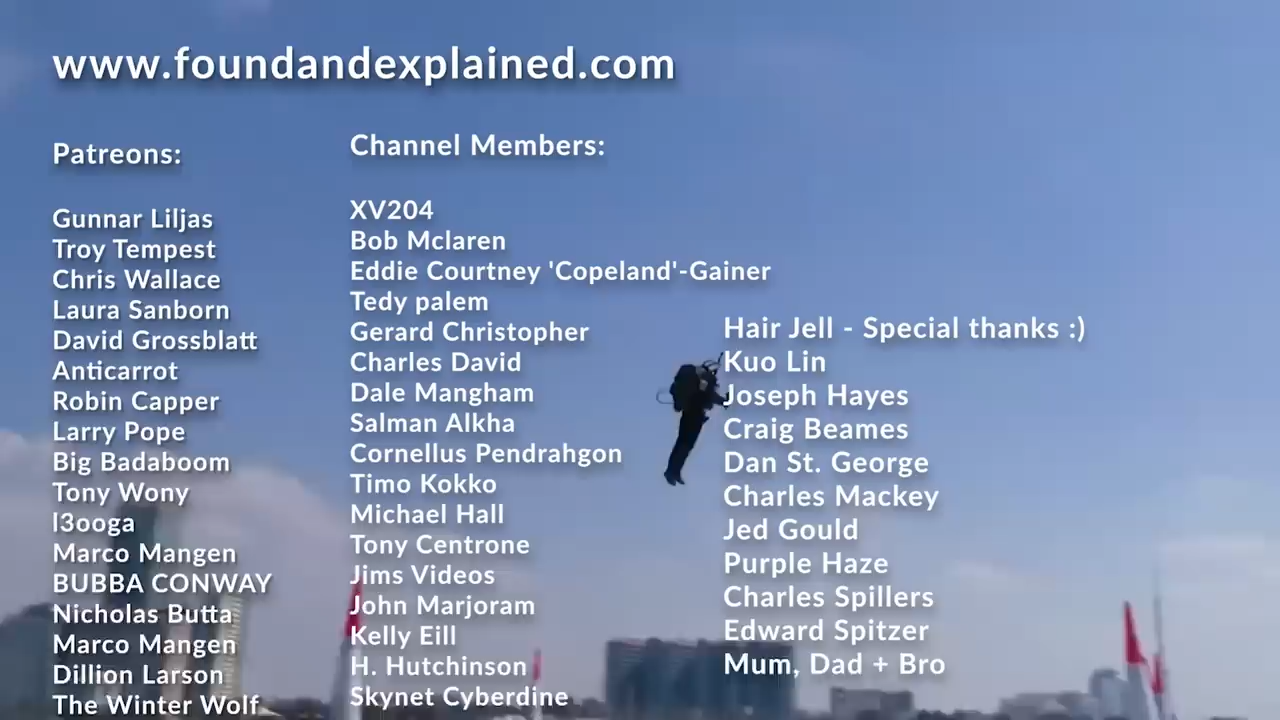 www.foundandexplained.com
Patreons:
Gunnar Liljas
Troy Tempest
Chris Wallace
Laura Sanborn
David Grossblatt
Anticarrot
Robin Capper
Larry Pope
Big Badaboom
Tony Wony
l3ooga
Marco Mangen
BUBBA CONWAY
Nicholas Butta
Marco Mangen
Dillion Larson
The Winter Wolf
Channel Members:
XV204
Bob Mclaren
Eddie Courtney 'Copeland'-Gainer
Tedy palem
Gerard Christopher
Charles David
Dale Mangham
Salman Alkha
Cornellus Pendrahgon
Timo Kokko
Michael Hall
Tony Centrone
Jims Videos
John Marjoram
Kelly Eill
H. Hutchinson
Skynet Cyberdine
Hair Jell - Special thanks :)
Kuo Lin
Joseph Hayes
Craig Beames
Dan St. George
Charles Mackey
Jed Gould
Purple Haze
Charles Spillers
Edward Spitzer
Mum, Dad + Bro